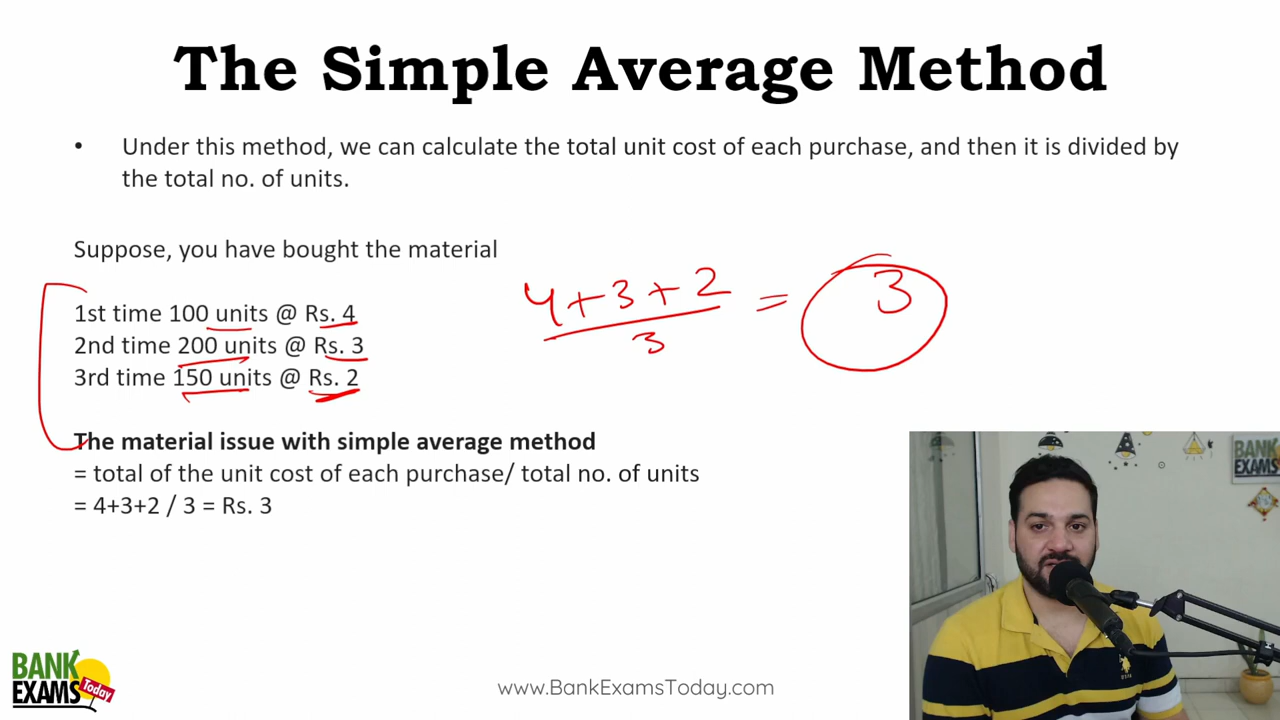 The Simple Average Method
• Under this method, we can calculate the total unit cost of each purchase, and then it is divided by
the total no. of units.
Suppose, you have bought the material
4+3+2
3
= 3
1st time 100 units @ Rs. 4
2nd time 200 units @ Rs. 3
3rd time 150 units @ Rs. 2
The material issue with simple average method
= total of the unit cost of each purchase/ total no. of units
= 4+3+2 / 3 = Rs. 3
BANK
EXAMS
BANK
EXAMS
Today
www.BankExamsToday.com